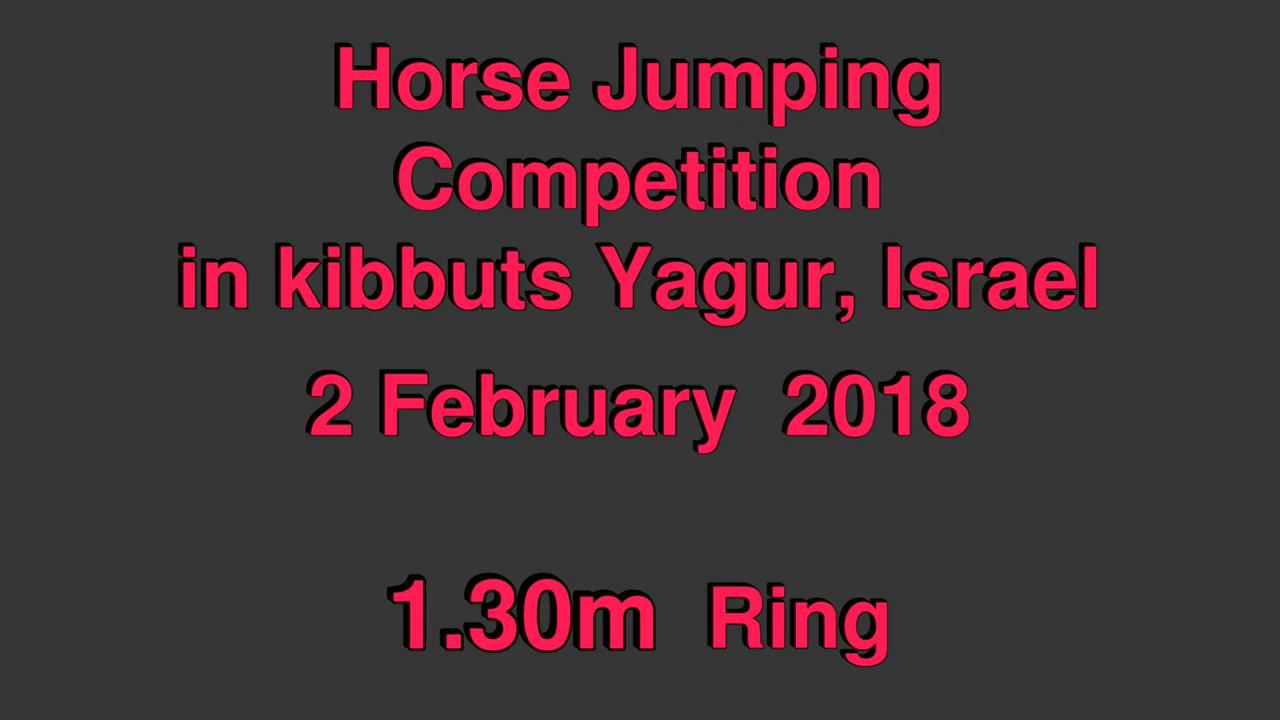 Horse Jumping
Competition
in kibbuts Yagur, Israel
2 February 2018
1.30m Ring